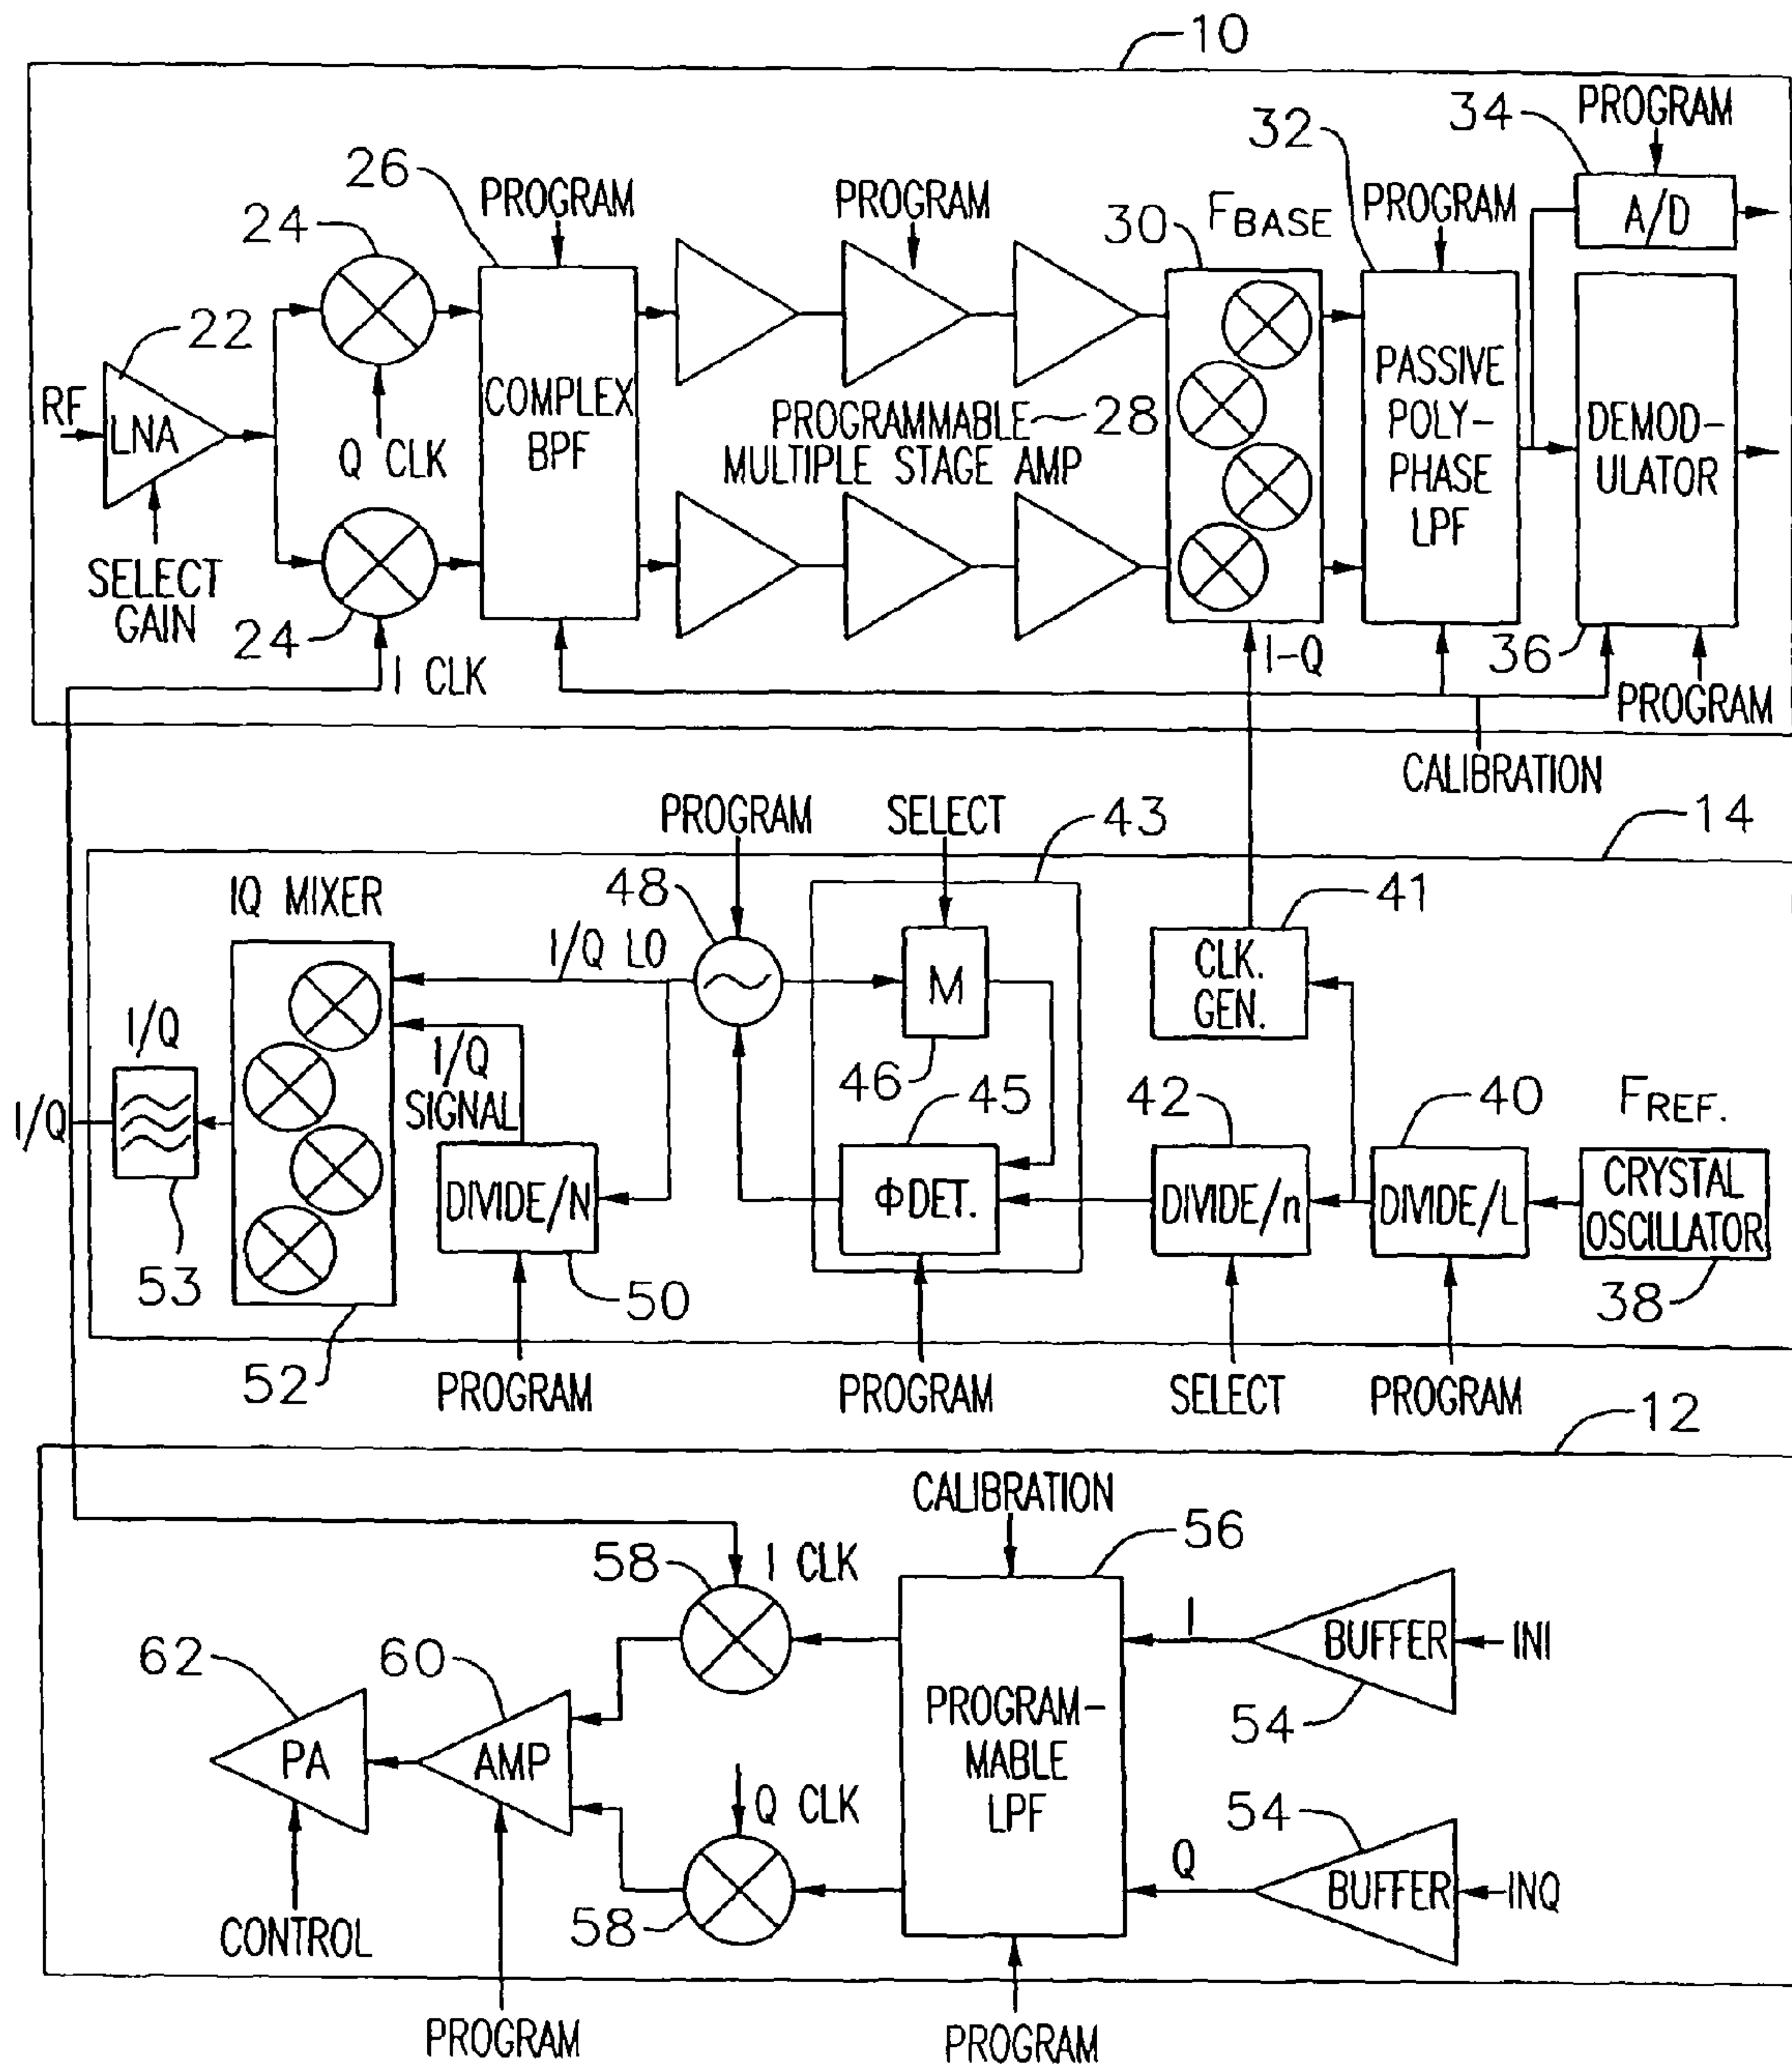 10
PROGRAM
34
32
A/D
26
PROGRAM
PROGRAM
PROGRAM
24
30
FBASE
22
RF
LNA
Q CLK
COMPLEX
BPF
PROGRAMMABLE
28
MULTIPLE STAGE AMP
PASSIVE
POLY-
PHASE
LPF
DEMOD-
ULATOR
SELECT
GAIN
24
I CLK
I-Q
36
PROGRAM
CALIBRATION
PROGRAM
SELECT
43
14
IQ MIXER
48
41
I/Q LO
M
CLK.
GEN.
I/Q
I/Q
SIGNAL
46
45
42
40
FREF.
I/Q
DIVIDE/N
ΦDET.
DIVIDE/n
DIVIDE/L
CRYSTAL
OSCILLATOR
53
50
38
52
PROGRAM
PROGRAM
SELECT
PROGRAM
12
CALIBRATION
56
58
I CLK
I
BUFFER
INI
62
60
54
PROGRAM-
MABLE
LPF
PA
AMP
Q CLK
54
Q
BUFFER
INQ
58
CONTROL
PROGRAM
PROGRAM